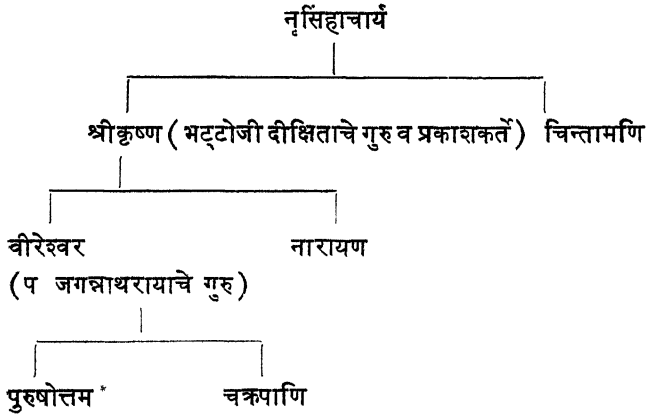 नृसिंहाचार्य
श्रीकृष्ण ( भट्टोजी दीक्षिताचे गुरु व प्रकाशकर्ते ) चिन्तामणि
वीरेश्वर नारायण
(प जगन्नाथरायाचे गुरु)
पुरुषोत्तम * चक्रपाणि